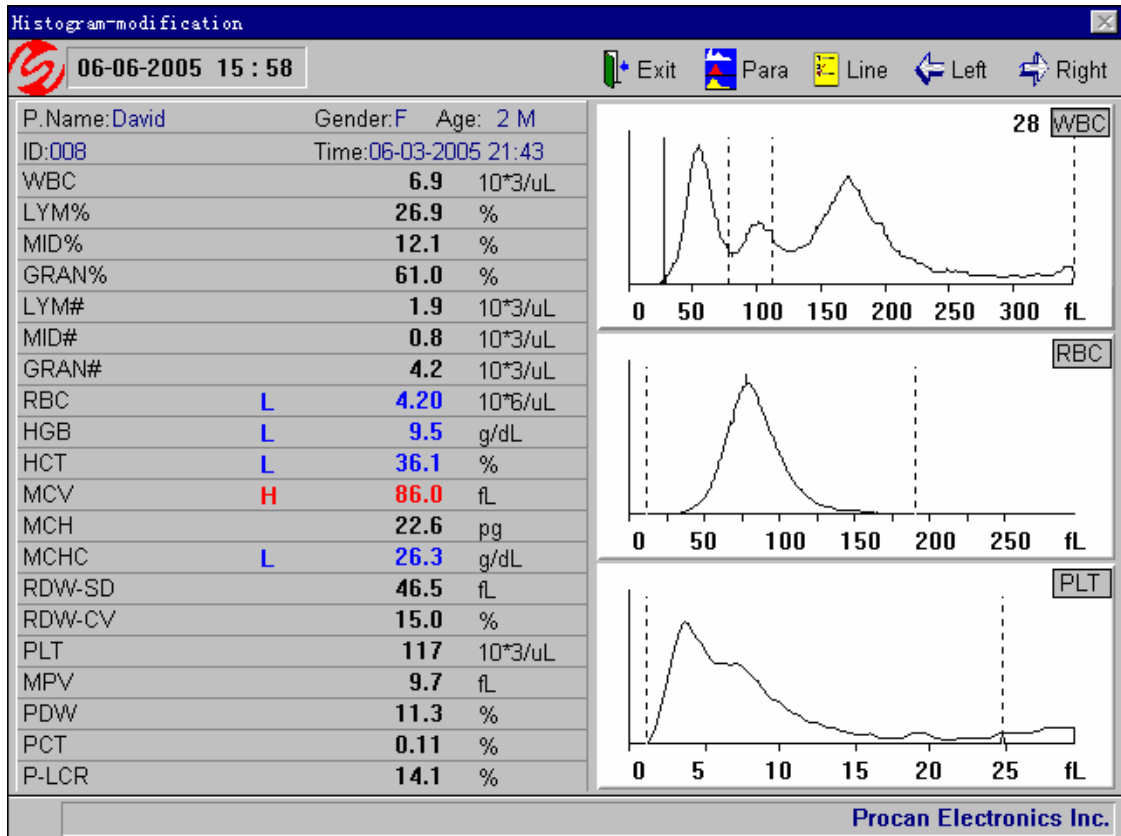 Histogram-modification
06-06-2005 15:58 Exit Para Line Left Right
P.Name:David Gender:F Age: 2 M
ID:008 Time:06-03-2005 21:43
WBC 6.9 10*3/uL
LYM% 26.9 %
MID% 12.1 %
GRAN% 61.0 %
LYM# 1.9 10*3/uL
MID# 0.8 10*3/uL
GRAN# 4.2 10*3/uL
RBC L 4.20 10*6/uL
HGB L 9.5 g/dL
HCT L 36.1 %
MCV H 86.0 fL
MCH 22.6 pg
MCHC L 26.3 g/dL
RDW-SD 46.5 fL
RDW-CV 15.0 %
PLT 117 10*3/uL
MPV 9.7 fL
PDW 11.3 %
PCT 0.11 %
P-LCR 14.1 %
28 WBC
0 50 100 150 200 250 300 fL
RBC
0 50 100 150 200 250 fL
PLT
0 5 10 15 20 25 fL
Procan Electronics Inc.